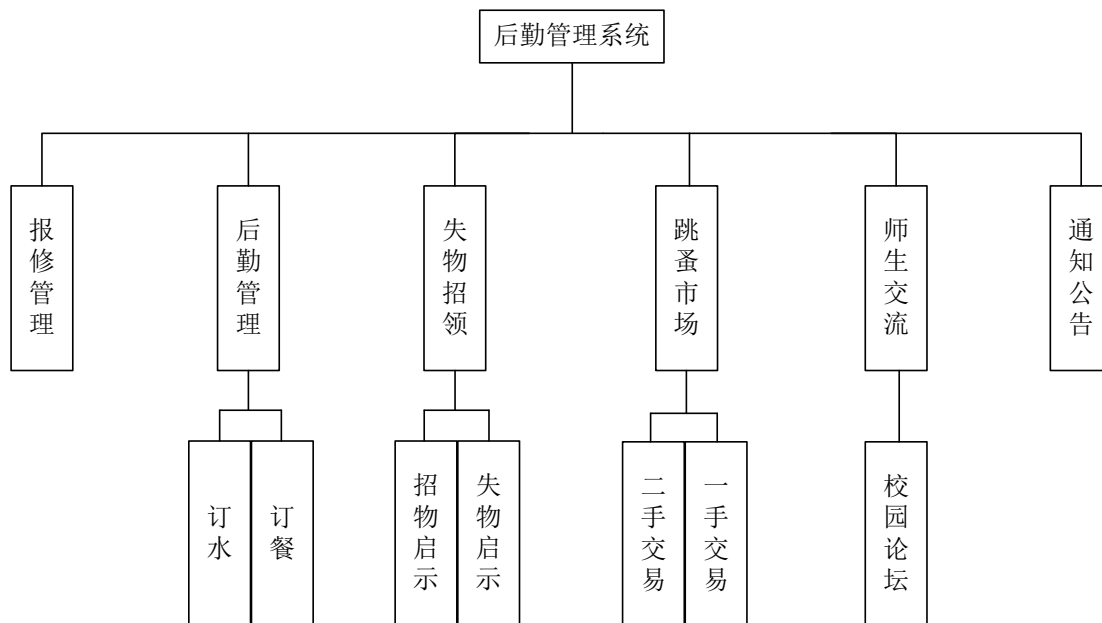 后勤管理系统
报修管理
后勤管理
失物招领
跳蚤市场
师生交流
通知公告
订水
订餐
招物启示
失物启示
二手交易
一手交易
校园论坛